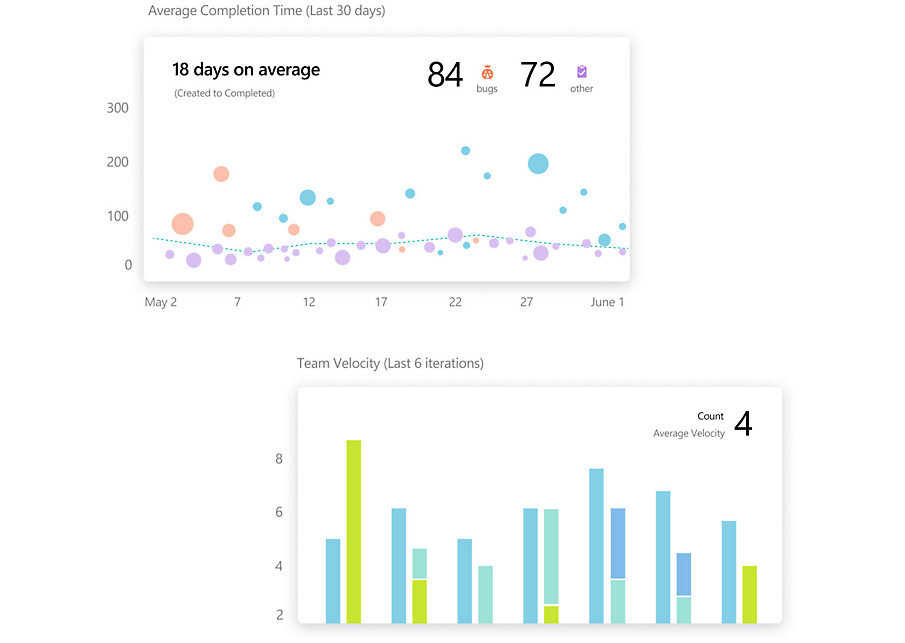 Average Completion Time (Last 30 days)
18 days on average
(Created to Completed)
84 bugs
72 other
300
200
100
0
May 2 7 12 17 22 27 June 1
Team Velocity (Last 6 iterations)
Count
Average Velocity
4
8
6
4
2